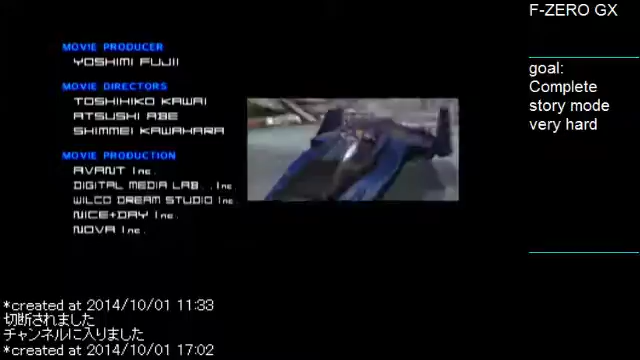 MOVIE PRODUCER
YOSHIMI FUJII
MOVIE DIRECTORS
TOSHIHIKO KAWAI
ATSUSHI ABE
SHIMMEI KAWAHARA
MOVIE PRODUCTION
AVANT Inc.
DIGITAL MEDIA LAB., Inc.
WILCO DREAM STUDIO Inc
NICE+DAY Inc.
NOVA Inc.
F-ZERO GX
goal:
Complete
story mode
very hard
*created at 2014/10/01 11:33
切断されました
チャンネルに入りました
*created at 2014/10/01 17:02